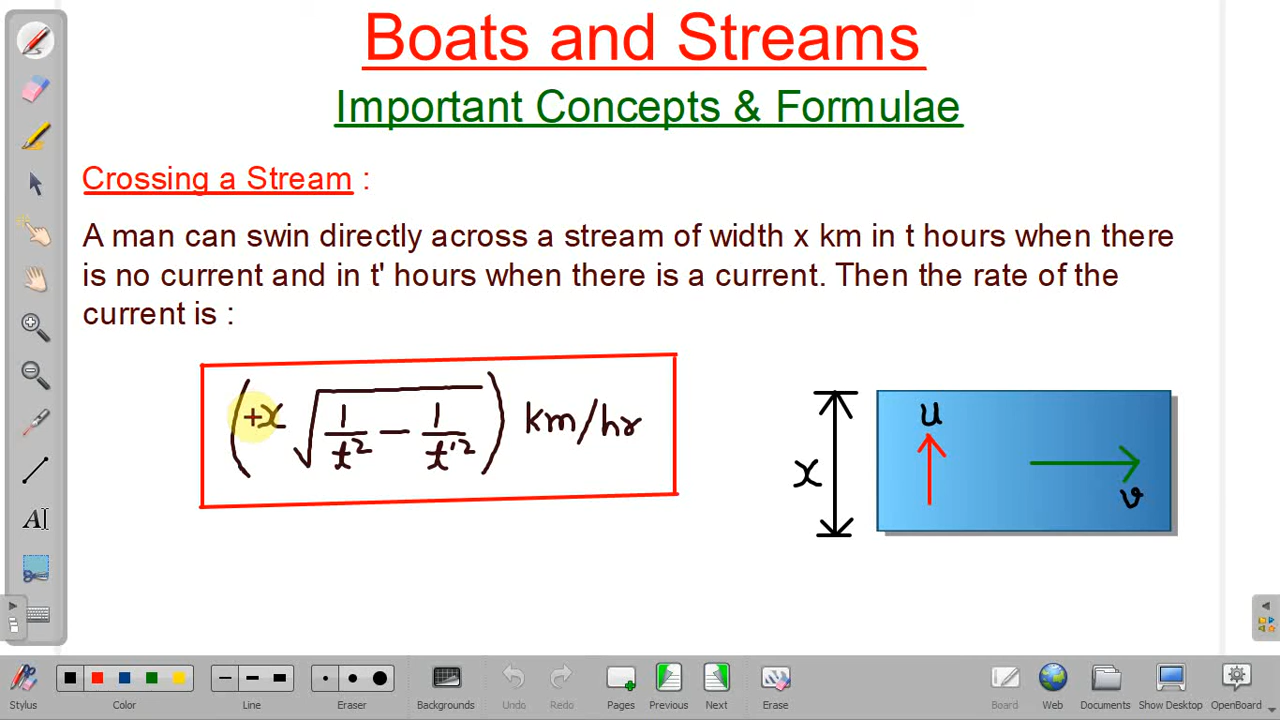 Boats and Streams
Important Concepts & Formulae
Crossing a Stream :
A man can swin directly across a stream of width x km in t hours when there
is no current and in t' hours when there is a current. Then the rate of the
current is :
(x √(1/t² − 1/t'²)) km/hr
u
x
v
A
Stylus
Color
Line
Eraser
Backgrounds
Undo
Redo
Pages
Previous
Next
Erase
Board
Web
Documents
Show Desktop
OpenBoard